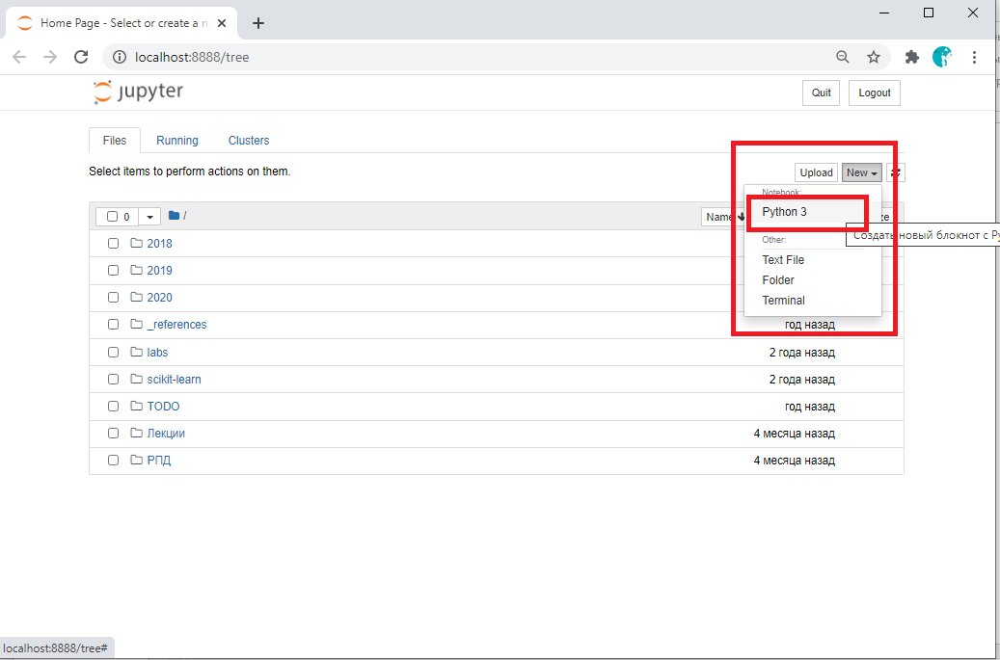 Home Page - Select or create a n
localhost:8888/tree
jupyter
Quit
Logout
Files
Running
Clusters
Select items to perform actions on them.
Upload
New
Notebook:
0
/
Name
Python 3
Создать новый блокнот с Py
Other:
2018
Text File
2019
Folder
2020
Terminal
_references
год назад
labs
2 года назад
scikit-learn
2 года назад
TODO
год назад
Лекции
4 месяца назад
РПД
4 месяца назад
localhost:8888/tree#